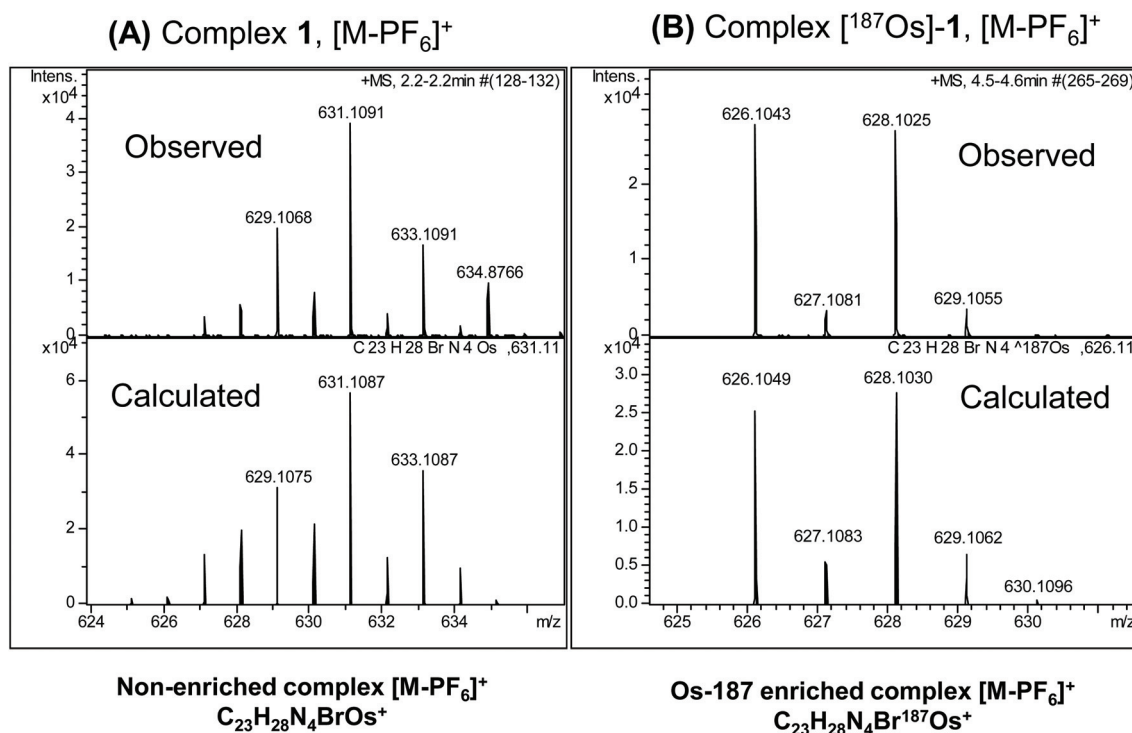 (A) Complex 1, [M-PF6]+
Intens.
x10^4
+MS, 2.2-2.2min #(128-132)
4
3
2
1
0
Observed
629.1068
631.1091
633.1091
634.8766
x10^4
C 23 H 28 Br N 4 Os ,631.11
6
4
2
0
Calculated
629.1075
631.1087
633.1087
624
626
628
630
632
634
m/z
Non-enriched complex [M-PF6]+
C23H28N4BrOs+
(B) Complex [187Os]-1, [M-PF6]+
Intens.
x10^4
+MS, 4.5-4.6min #(265-269)
2
1
0
Observed
626.1043
627.1081
628.1025
629.1055
x10^4
C 23 H 28 Br N 4 ^187Os ,626.11
3.0
2.5
2.0
1.5
1.0
0.5
0.0
Calculated
626.1049
627.1083
628.1030
629.1062
630.1096
625
626
627
628
629
630
m/z
Os-187 enriched complex [M-PF6]+
C23H28N4Br187Os+